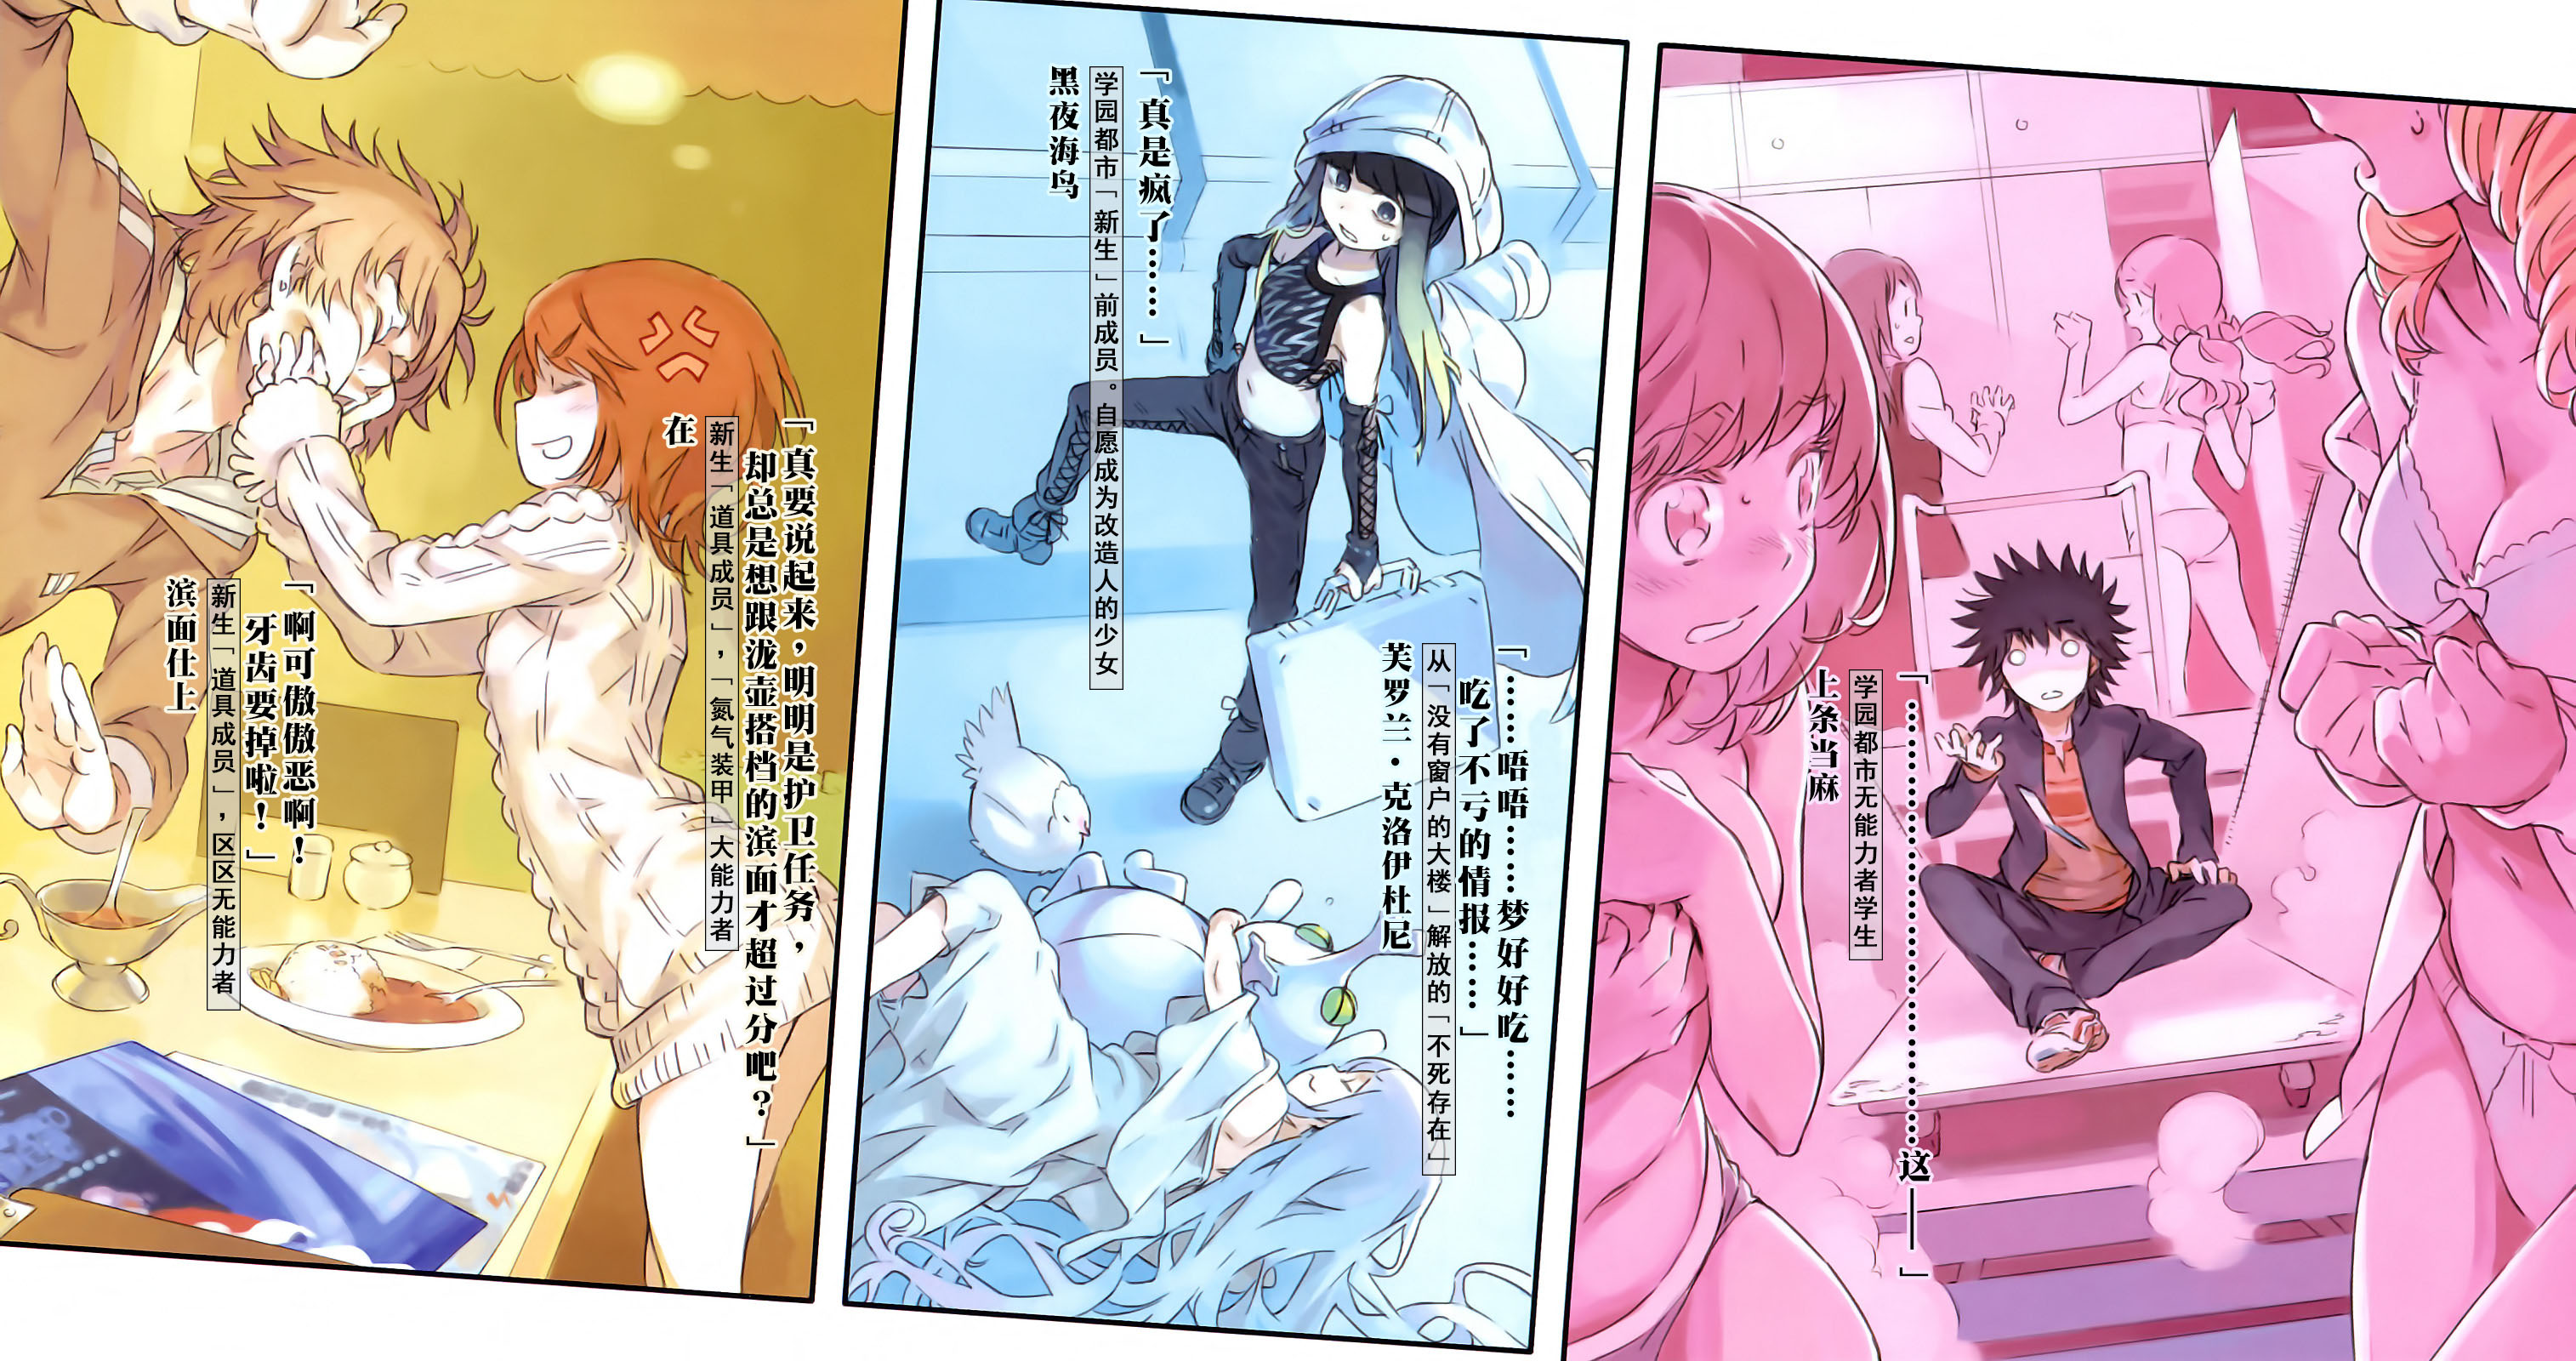 「…………………………………………这——」
学园都市无能力者学生
上条当麻
「……唔唔……梦好好吃……
吃了不亏的情报……」
从「没有窗户的大楼」解放的「不死存在」
芙罗兰・克洛伊杜尼
「真是疯了……」
学园都市「新生」前成员。自愿成为改造人的少女
黑夜海鸟
「真要说起来，明明是护卫任务，
却总是想跟泷壶搭档的滨面才超过分吧？」
新生「道具成员」，「氮气装甲」大能力者
在
「啊可傲傲恶啊！
牙齿要掉啦！」
新生「道具成员」，区区无能力者
滨面仕上